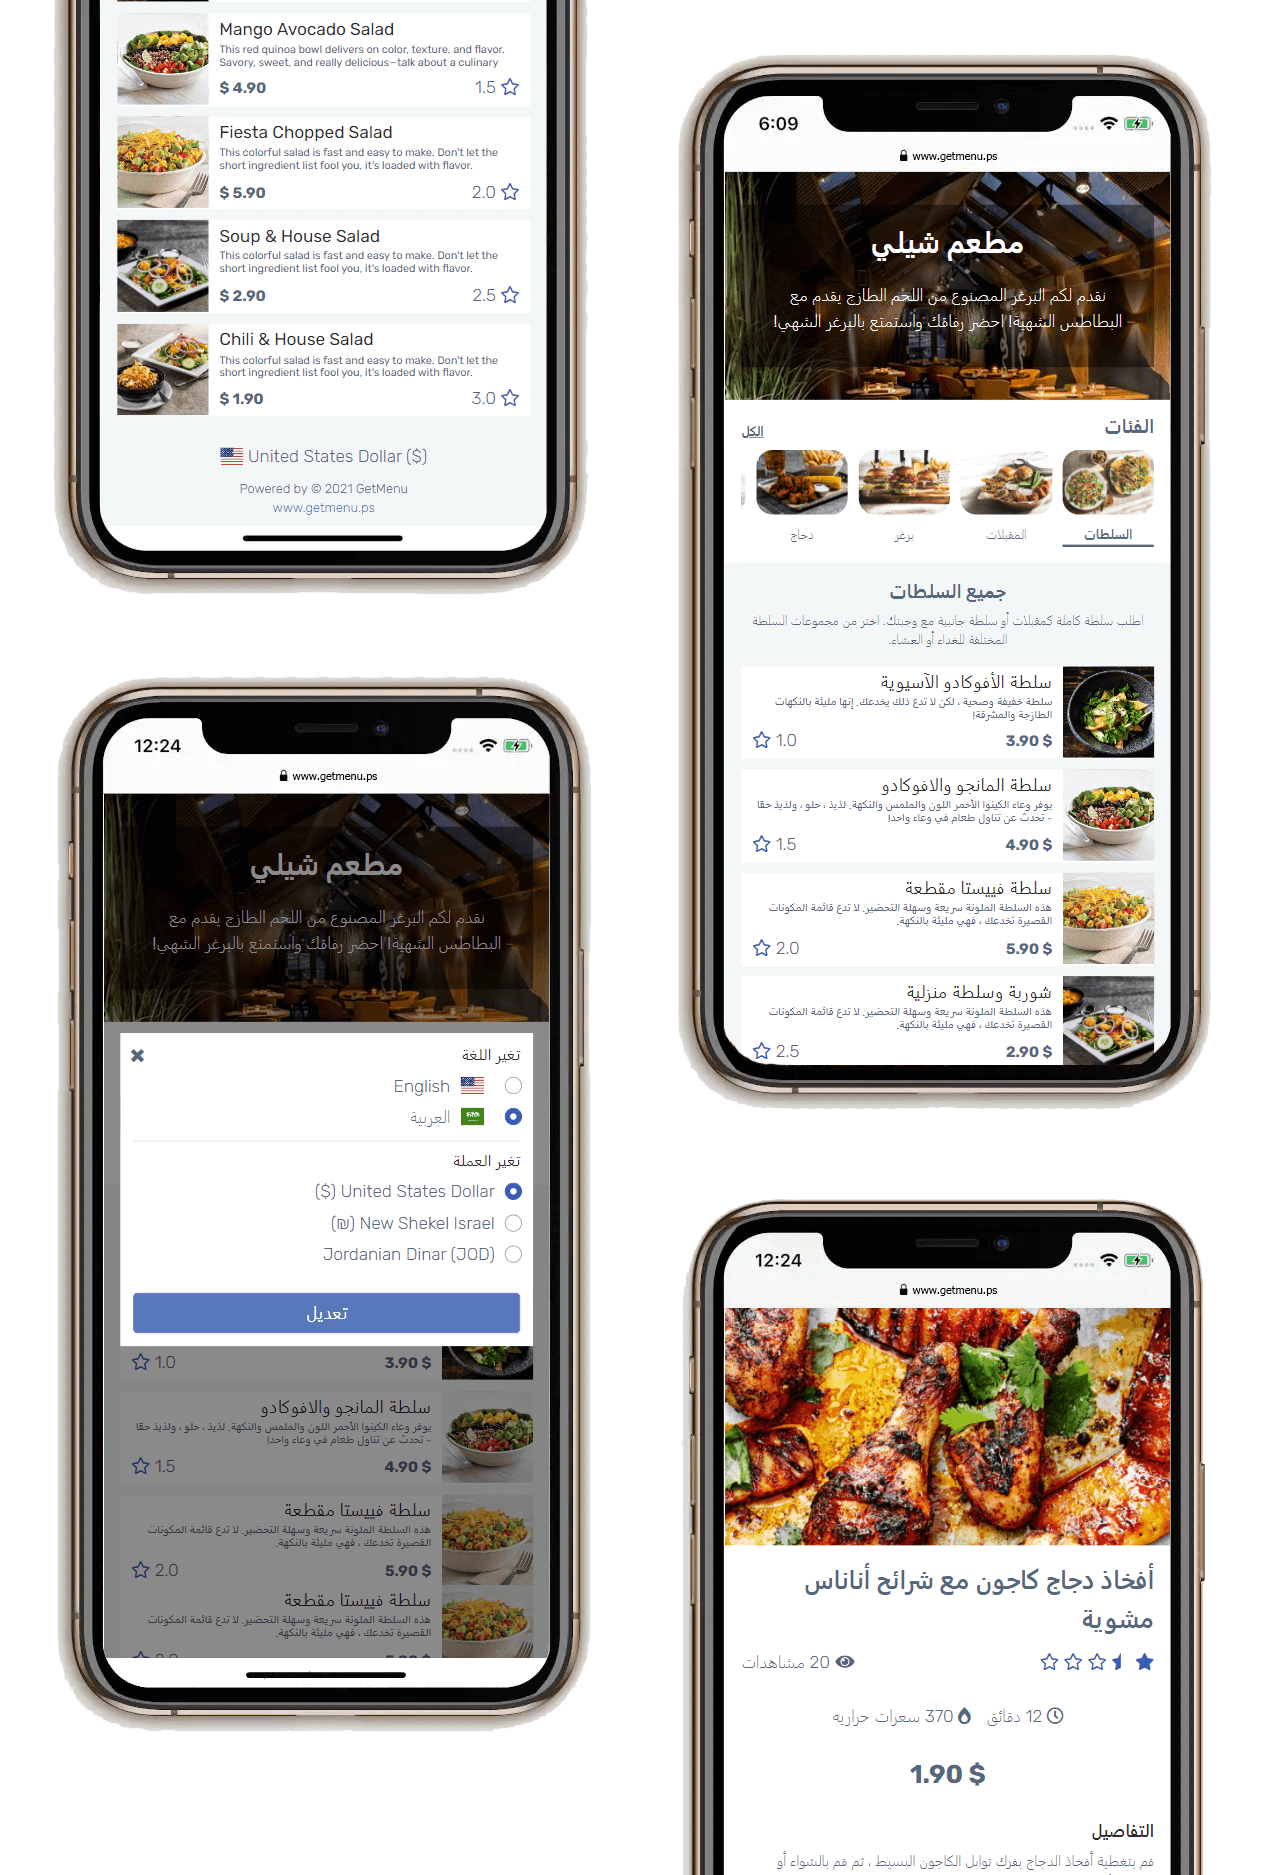 Mango Avocado Salad
This red quinoa bowl delivers on color, texture, and flavor.
Savory, sweet, and really delicious—talk about a culinary
$ 4.90
1.5
Fiesta Chopped Salad
This colorful salad is fast and easy to make. Don't let the
short ingredient list fool you, it's loaded with flavor.
$ 5.90
2.0
Soup & House Salad
This colorful salad is fast and easy to make. Don't let the
short ingredient list fool you, it's loaded with flavor.
$ 2.90
2.5
Chili & House Salad
This colorful salad is fast and easy to make. Don't let the
short ingredient list fool you, it's loaded with flavor.
$ 1.90
3.0
United States Dollar ($)
Powered by © 2021 GetMenu
www.getmenu.ps
6:09
www.getmenu.ps
مطعم شيلي
نقدم لكم البرغر المصنوع من اللحم الطازج يقدم مع
البطاطس الشهية! احضر رفاقك واستمتع بالبرغر الشهي!
الفئات
الكل
السلطات
المقبلات
برغر
دجاج
جميع السلطات
اطلب سلطة كاملة كمقبلات أو سلطة جانبية مع وجبتك. اختر من مجموعات السلطة
المختلفة للغداء أو العشاء.
سلطة الأفوكادو الآسيوية
سلطة خفيفة وصحية ، لكن لا تدع ذلك يخدعك. إنها مليئة بالنكهات
الطازجة والمشرقة!
3.90 $
1.0
سلطة المانجو والافوكادو
يوفر وعاء الكينوا الأحمر اللون والملمس والنكهة. لذيذ ، حلو ، ولذيذ حقًا
- تحدث عن تناول طعام في وعاء واحد!
4.90 $
1.5
سلطة فييستا مقطعة
هذه السلطة الملونة سريعة وسهلة التحضير. لا تدع قائمة المكونات
القصيرة تخدعك ، فهي مليئة بالنكهة.
5.90 $
2.0
شوربة وسلطة منزلية
هذه السلطة الملونة سريعة وسهلة التحضير. لا تدع قائمة المكونات
القصيرة تخدعك ، فهي مليئة بالنكهة.
2.90 $
2.5
12:24
www.getmenu.ps
مطعم شيلي
نقدم لكم البرغر المصنوع من اللحم الطازج يقدم مع
البطاطس الشهية! احضر رفاقك واستمتع بالبرغر الشهي!
تغير اللغة
English
العربية
تغير العملة
United States Dollar ($)
New Shekel Israel (₪)
Jordanian Dinar (JOD)
تعديل
3.90 $
1.0
سلطة المانجو والافوكادو
يوفر وعاء الكينوا الأحمر اللون والملمس والنكهة. لذيذ ، حلو ، ولذيذ حقًا
- تحدث عن تناول طعام في وعاء واحد!
4.90 $
1.5
سلطة فييستا مقطعة
هذه السلطة الملونة سريعة وسهلة التحضير. لا تدع قائمة المكونات
القصيرة تخدعك ، فهي مليئة بالنكهة.
5.90 $
2.0
سلطة فييستا مقطعة
هذه السلطة الملونة سريعة وسهلة التحضير. لا تدع قائمة المكونات
القصيرة تخدعك ، فهي مليئة بالنكهة.
12:24
www.getmenu.ps
أفخاذ دجاج كاجون مع شرائح أناناس
مشوية
20 مشاهدات
12 دقائق
370 سعرات حراريه
1.90 $
التفاصيل
قم بتغطية أفخاذ الدجاج بفرك توابل الكاجون البسيط ، ثم قم بالشواء أو